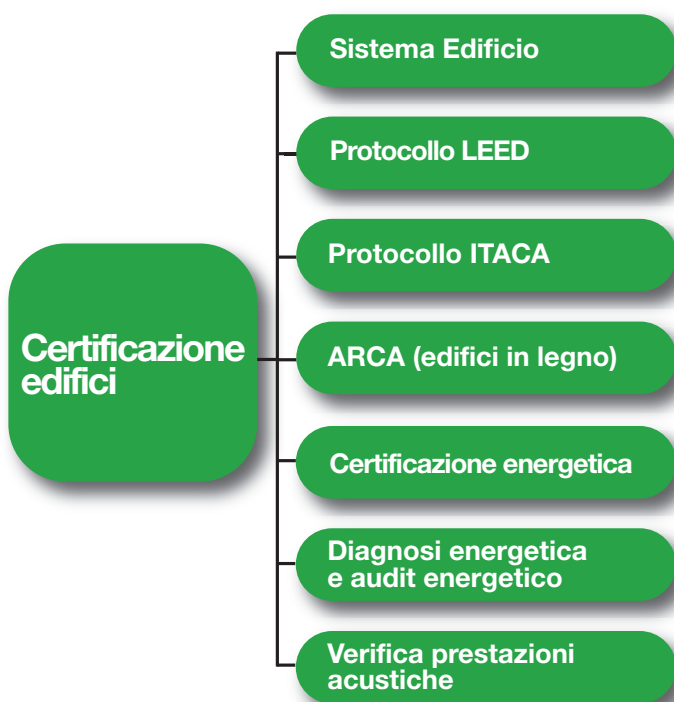 Sistema Edificio
Protocollo LEED
Protocollo ITACA
Certificazione
edifici
ARCA (edifici in legno)
Certificazione energetica
Diagnosi energetica
e audit energetico
Verifica prestazioni
acustiche